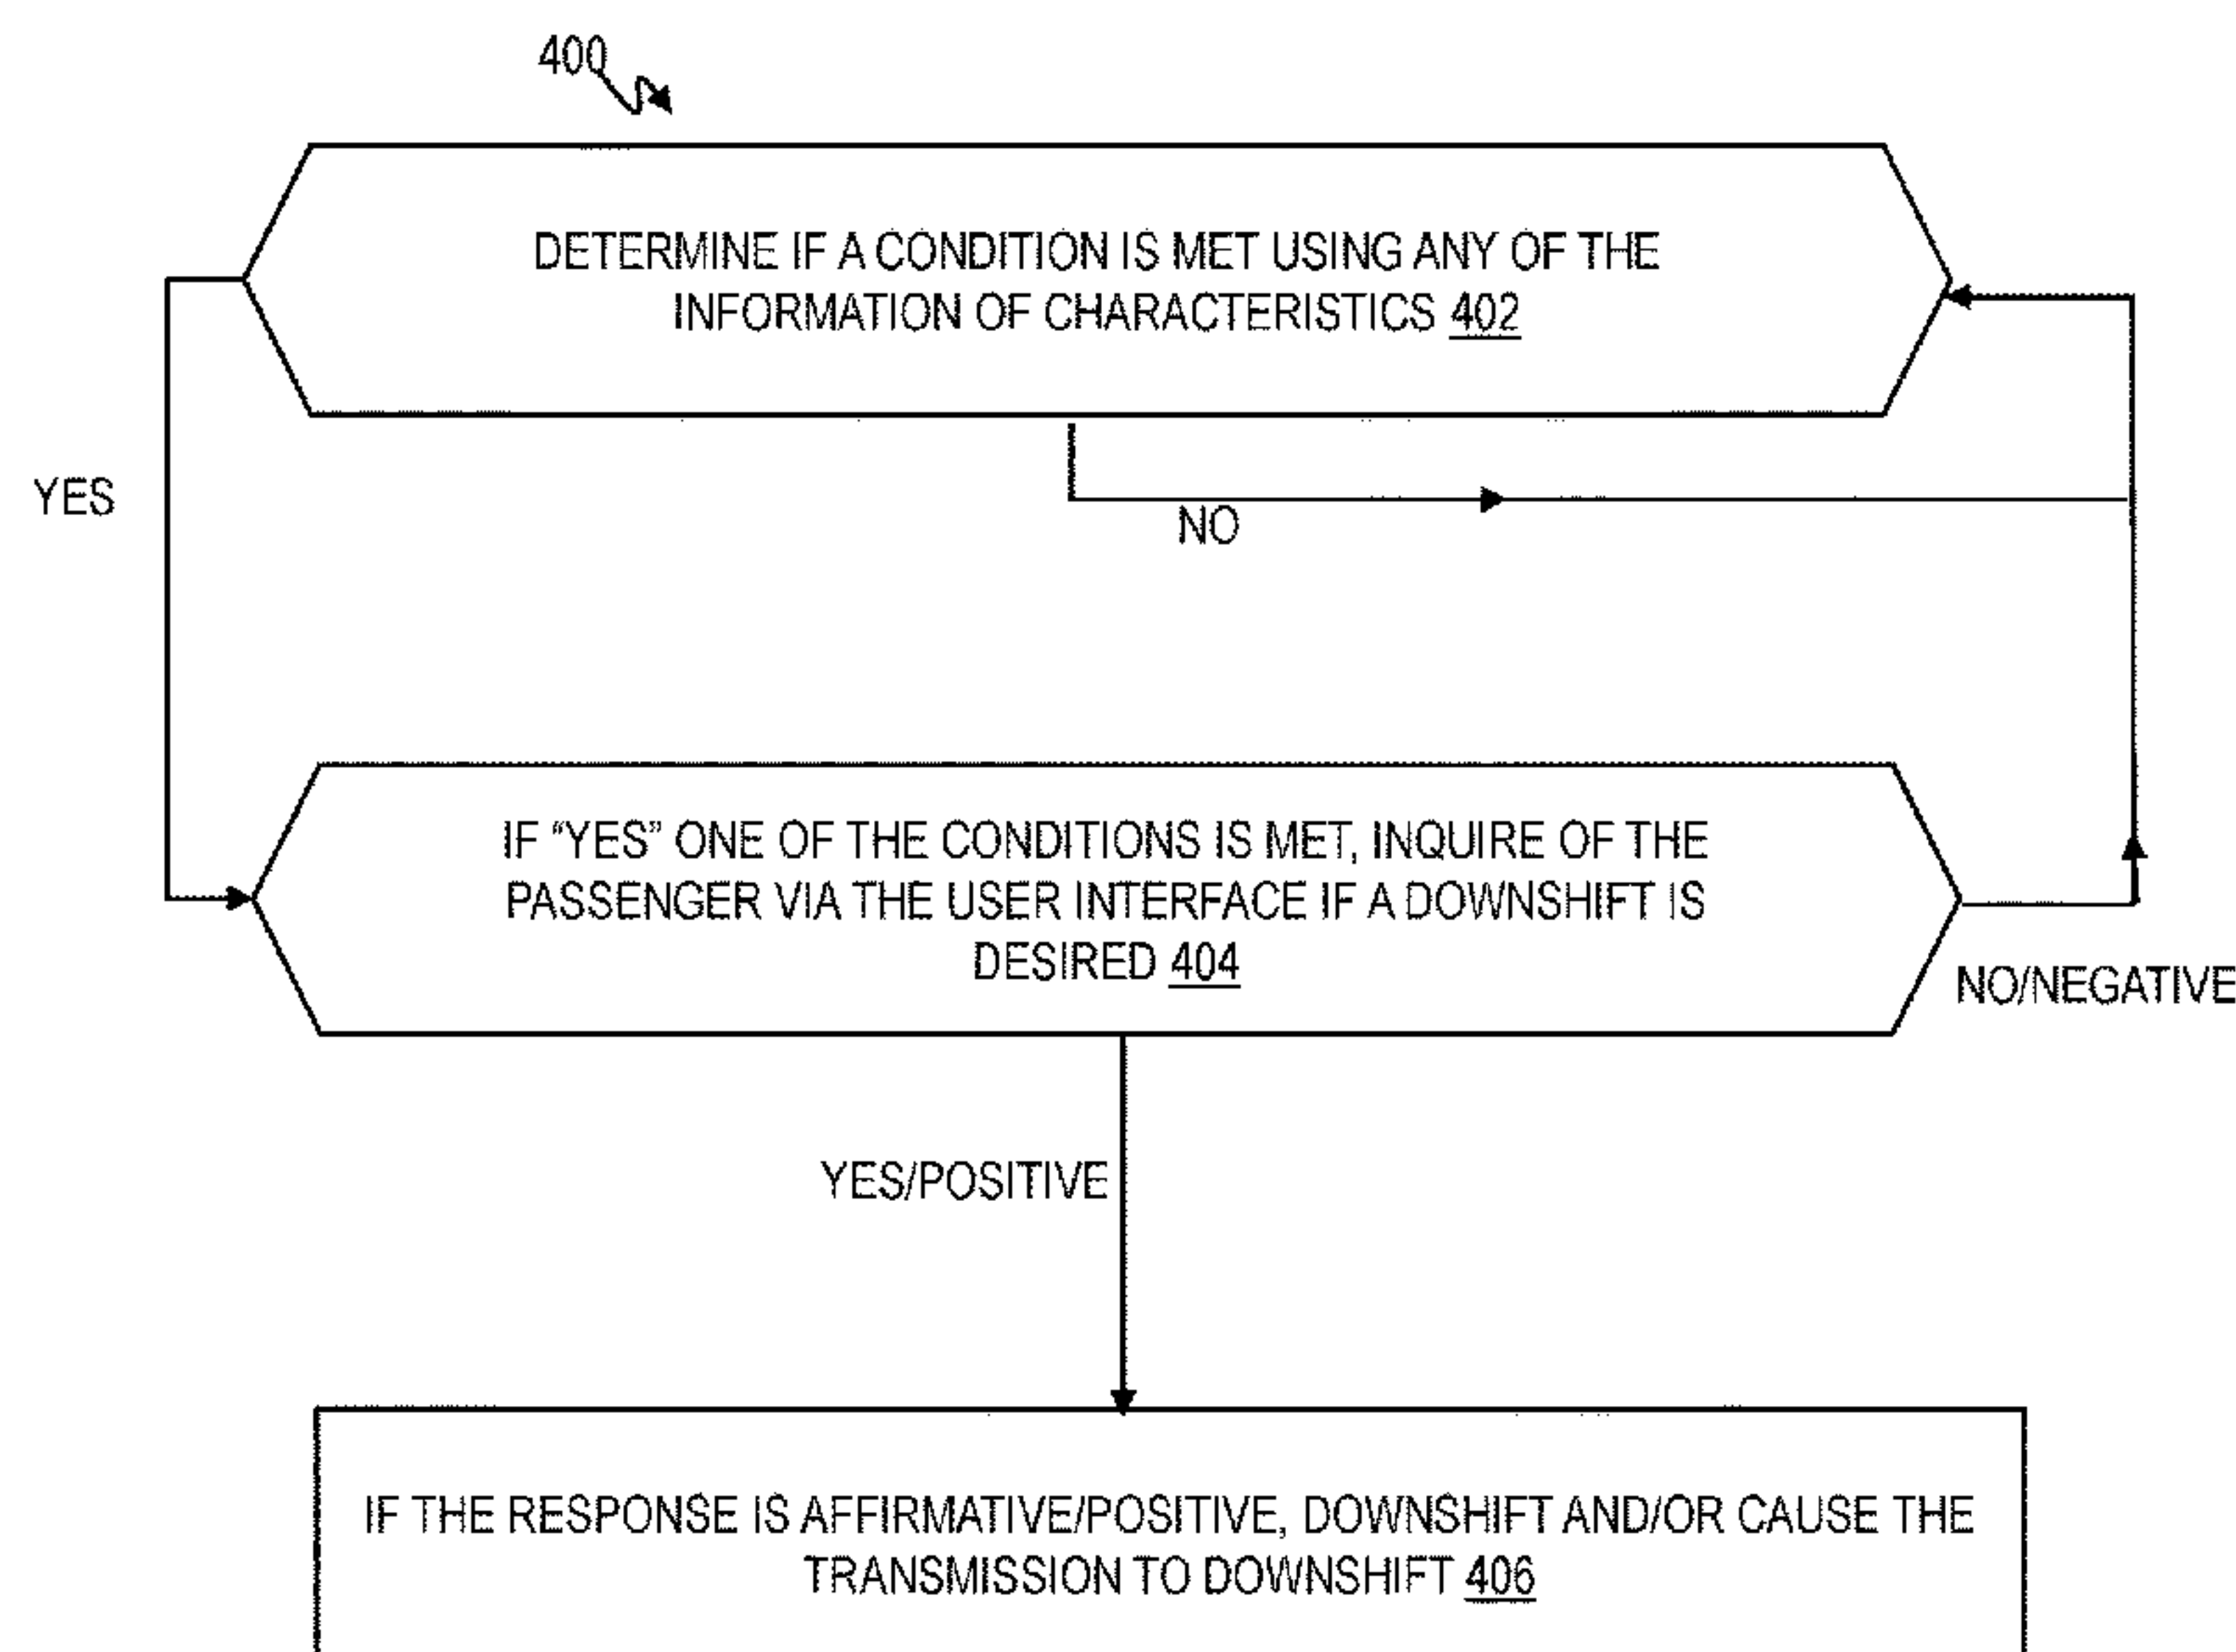 400
DETERMINE IF A CONDITION IS MET USING ANY OF THE
INFORMATION OF CHARACTERISTICS 402
YES
NO
IF “YES” ONE OF THE CONDITIONS IS MET, INQUIRE OF THE
PASSENGER VIA THE USER INTERFACE IF A DOWNSHIFT IS
DESIRED 404
NO/NEGATIVE
YES/POSITIVE
IF THE RESPONSE IS AFFIRMATIVE/POSITIVE, DOWNSHIFT AND/OR CAUSE THE
TRANSMISSION TO DOWNSHIFT 406